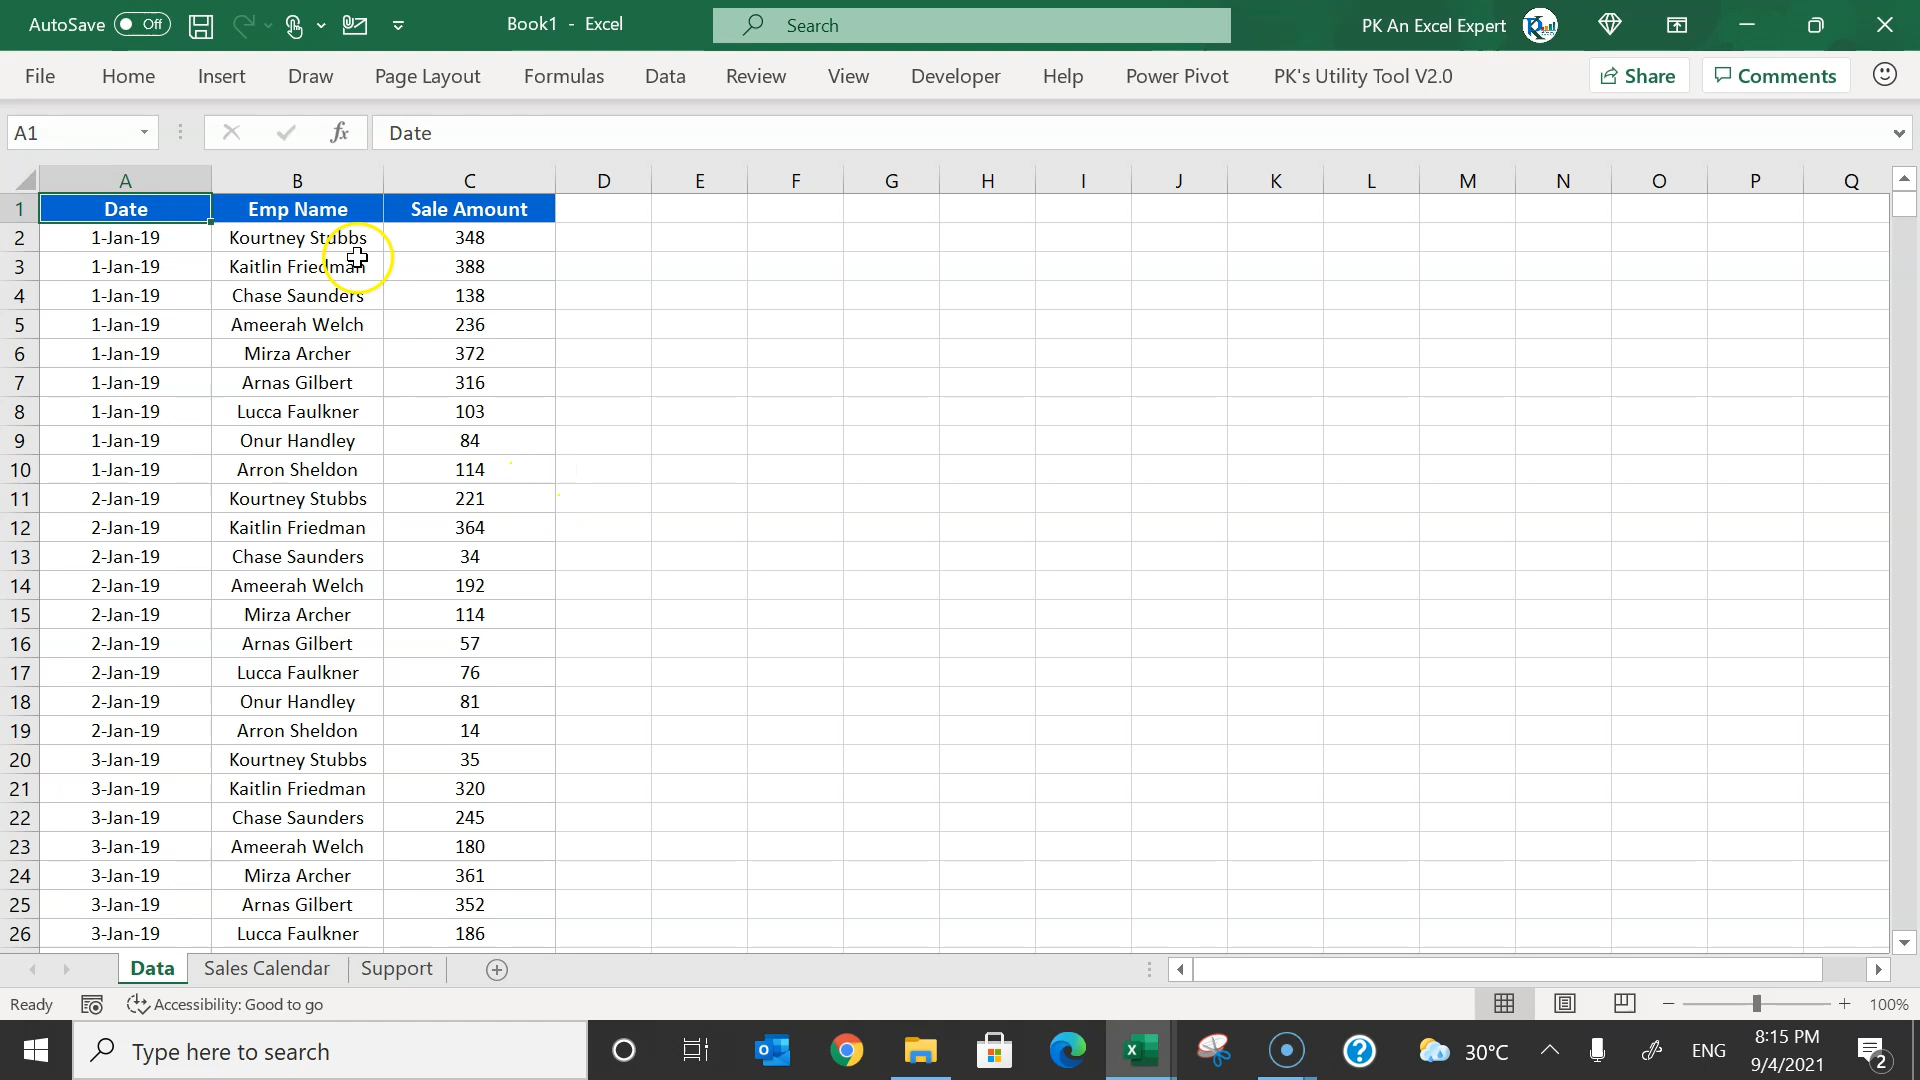 AutoSave Off Book1 - Excel Search PK An Excel Expert
File Home Insert Draw Page Layout Formulas Data Review View Developer Help Power Pivot PK's Utility Tool V2.0 Share Comments
A1 fx Date
A B C D E F G H I J K L M N O P Q
1 Date Emp Name Sale Amount
2 1-Jan-19 Kourtney Stubbs 348
3 1-Jan-19 Kaitlin Friedman 388
4 1-Jan-19 Chase Saunders 138
5 1-Jan-19 Ameerah Welch 236
6 1-Jan-19 Mirza Archer 372
7 1-Jan-19 Arnas Gilbert 316
8 1-Jan-19 Lucca Faulkner 103
9 1-Jan-19 Onur Handley 84
10 1-Jan-19 Arron Sheldon 114
11 2-Jan-19 Kourtney Stubbs 221
12 2-Jan-19 Kaitlin Friedman 364
13 2-Jan-19 Chase Saunders 34
14 2-Jan-19 Ameerah Welch 192
15 2-Jan-19 Mirza Archer 114
16 2-Jan-19 Arnas Gilbert 57
17 2-Jan-19 Lucca Faulkner 76
18 2-Jan-19 Onur Handley 81
19 2-Jan-19 Arron Sheldon 14
20 3-Jan-19 Kourtney Stubbs 35
21 3-Jan-19 Kaitlin Friedman 320
22 3-Jan-19 Chase Saunders 245
23 3-Jan-19 Ameerah Welch 180
24 3-Jan-19 Mirza Archer 361
25 3-Jan-19 Arnas Gilbert 352
26 3-Jan-19 Lucca Faulkner 186
Data Sales Calendar Support
Ready Accessibility: Good to go 100%
Type here to search 30°C ENG 8:15 PM
9/4/2021 2